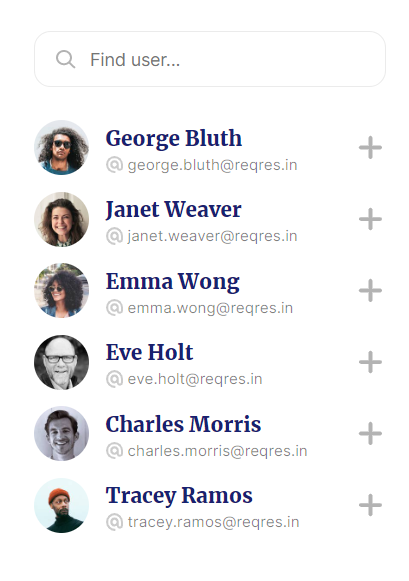 Find user...
George Bluth
george.bluth@reqres.in
Janet Weaver
janet.weaver@reqres.in
Emma Wong
emma.wong@reqres.in
Eve Holt
eve.holt@reqres.in
Charles Morris
charles.morris@reqres.in
Tracey Ramos
tracey.ramos@reqres.in